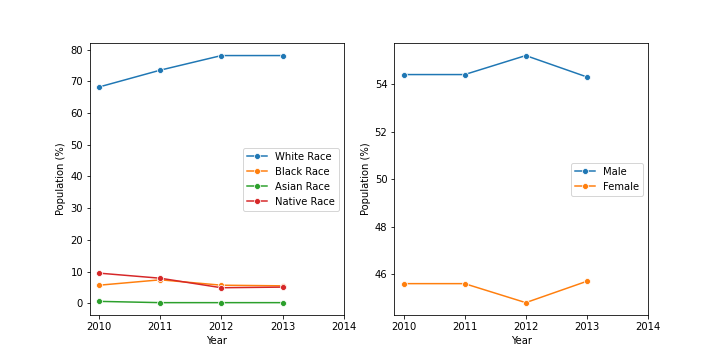 80
70
60
50
40
30
20
10
0
Population (%)
2010 2011 2012 2013 2014
Year
White Race
Black Race
Asian Race
Native Race
54
52
50
48
46
Population (%)
2010 2011 2012 2013 2014
Year
Male
Female